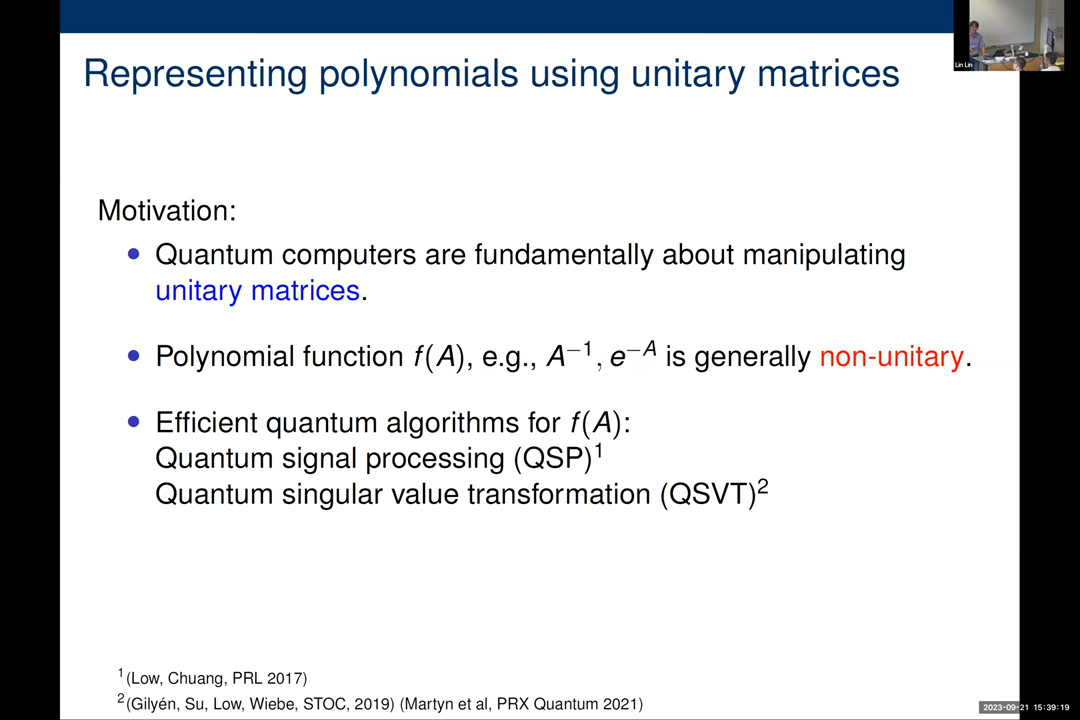 Representing polynomials using unitary matrices
Lin Lin
Motivation:
• Quantum computers are fundamentally about manipulating
unitary matrices.
• Polynomial function f(A), e.g., A⁻¹, e⁻ᴬ is generally non-unitary.
• Efficient quantum algorithms for f(A):
Quantum signal processing (QSP)¹
Quantum singular value transformation (QSVT)²
¹(Low, Chuang, PRL 2017)
²(Gilyén, Su, Low, Wiebe, STOC, 2019) (Martyn et al, PRX Quantum 2021)
2023-09-21 15:39:19